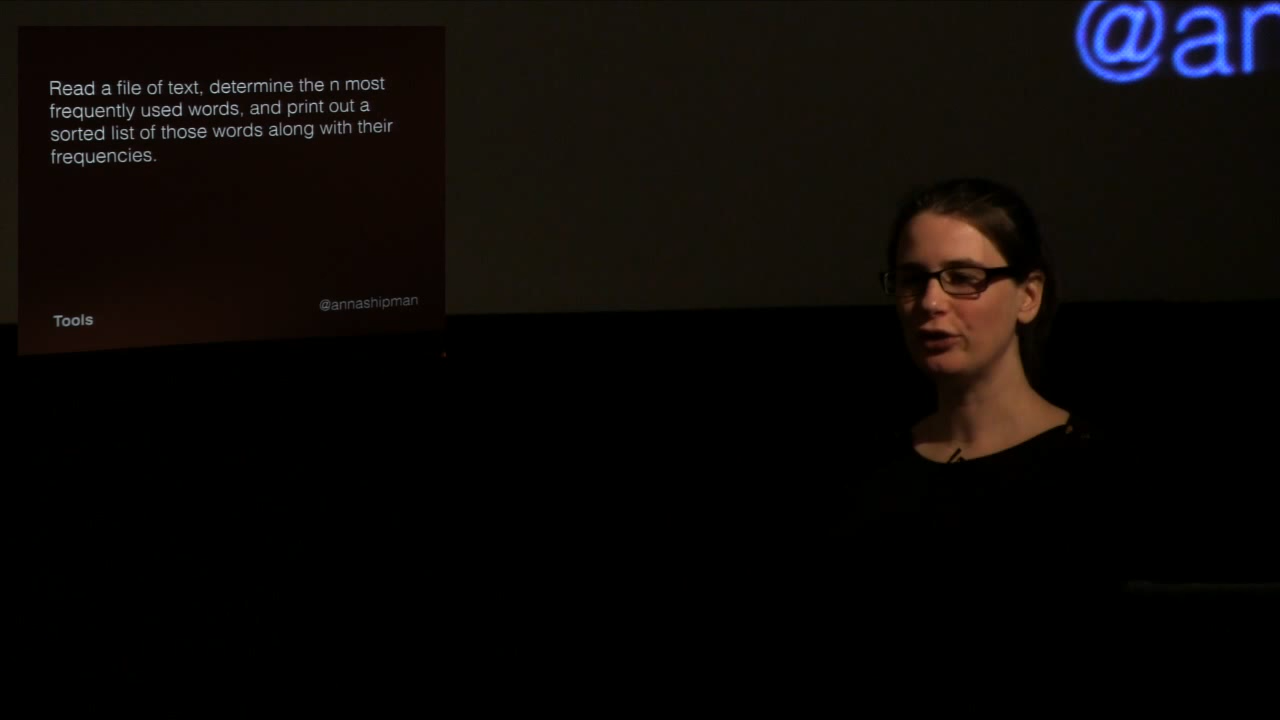 Read a file of text, determine the n most
frequently used words, and print out a
sorted list of those words along with their
frequencies.
@annashipman
Tools
@an